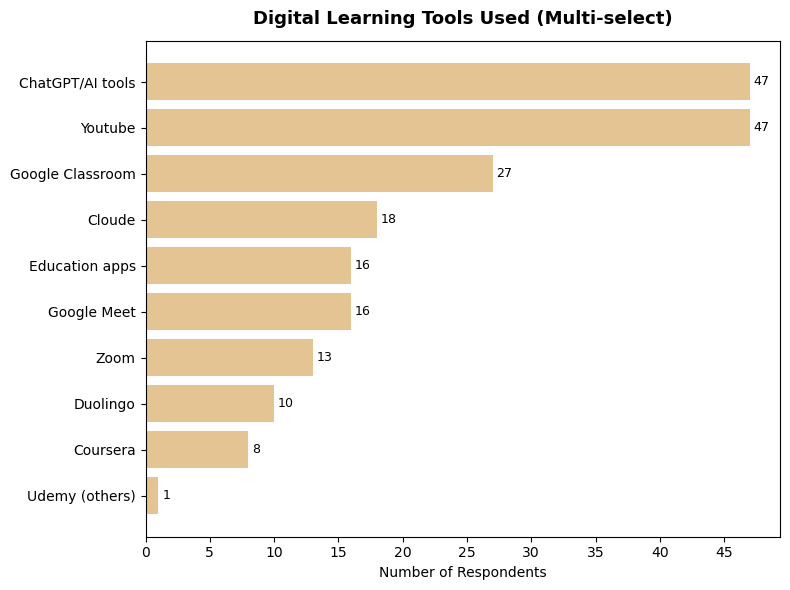 Digital Learning Tools Used (Multi-select)
ChatGPT/AI tools 47
Youtube 47
Google Classroom 27
Cloude 18
Education apps 16
Google Meet 16
Zoom 13
Duolingo 10
Coursera 8
Udemy (others) 1
0 5 10 15 20 25 30 35 40 45
Number of Respondents